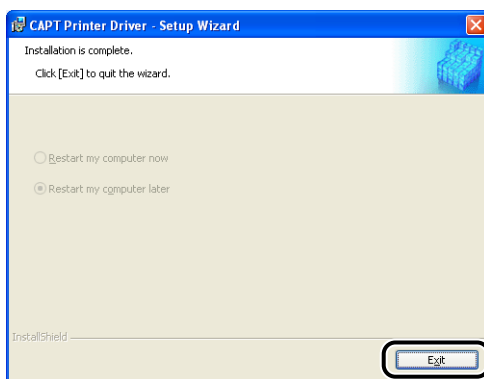 CAPT Printer Driver - Setup Wizard
Installation is complete.
Click [Exit] to quit the wizard.
Restart my computer now
Restart my computer later
InstallShield
Exit